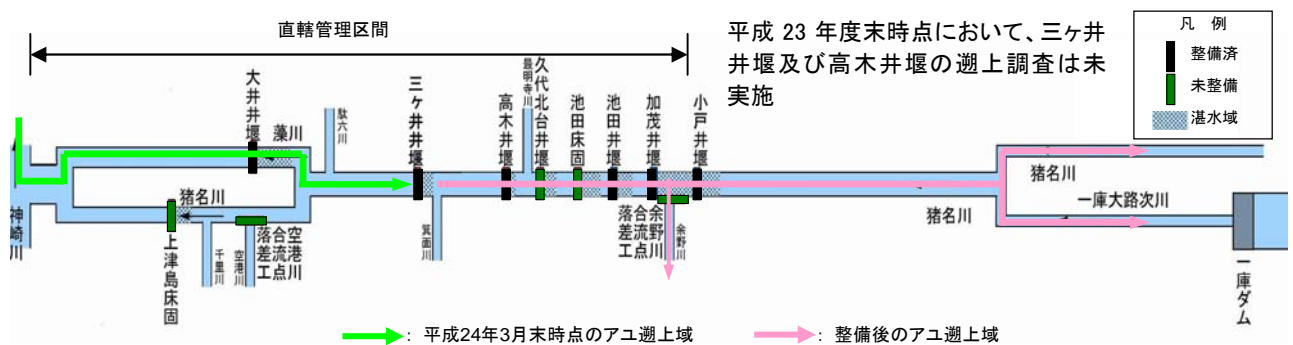 直轄管理区間
平成 23 年度末時点において、三ヶ井
井堰及び高木井堰の遡上調査は未
実施
凡 例
整備済
未整備
湛水域
大井井堰
藻川
駄六川
三ヶ井井堰
高木井堰
最明寺川
久代北台井堰
池田床固
池田井堰
加茂井堰
小戸井堰
神崎川
猪名川
上津島床固
千里川
空港川
空港川
合流点
落差工
箕面川
余野川
合流点
落差工
余野川
猪名川
猪名川
一庫大路次川
一庫ダム
: 平成24年3月末時点のアユ遡上域
: 整備後のアユ遡上域